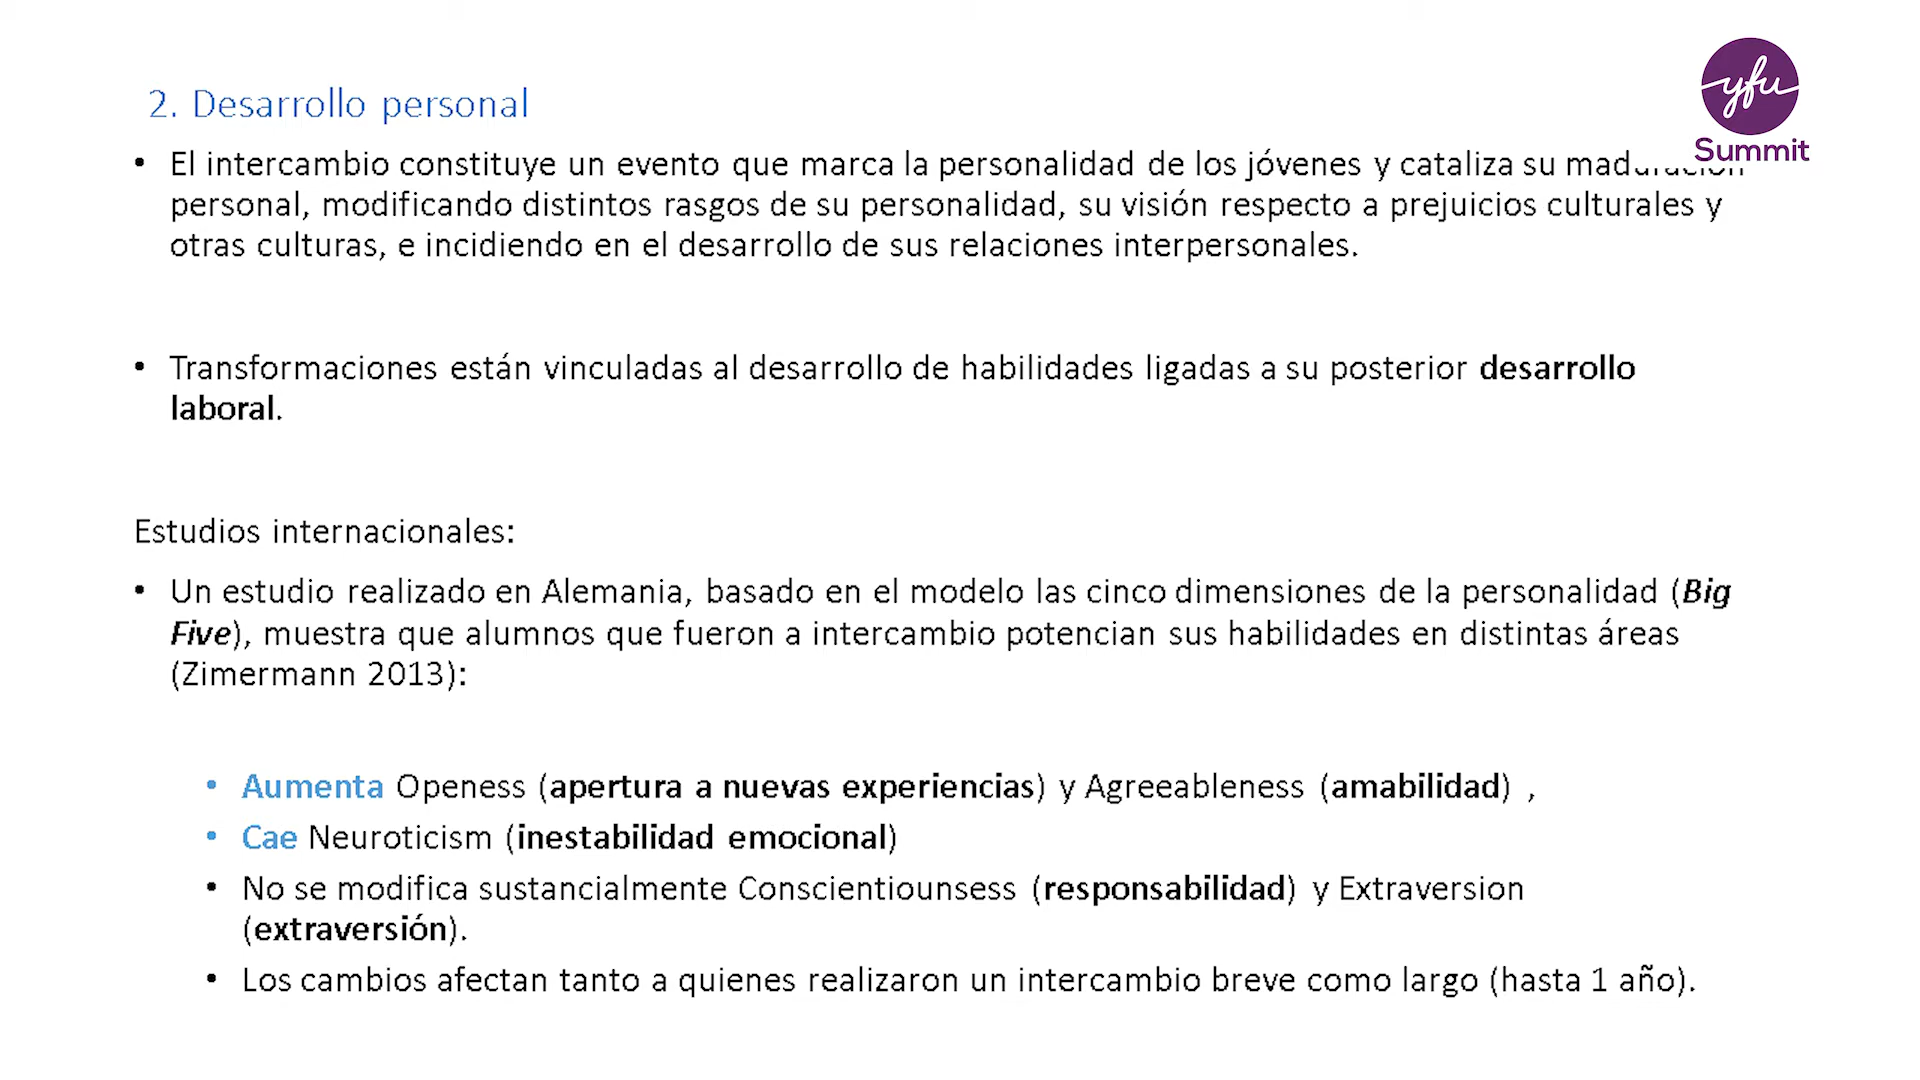 yfu
Summit
2. Desarrollo personal
• El intercambio constituye un evento que marca la personalidad de los jóvenes y cataliza su maduración
personal, modificando distintos rasgos de su personalidad, su visión respecto a prejuicios culturales y
otras culturas, e incidiendo en el desarrollo de sus relaciones interpersonales.
• Transformaciones están vinculadas al desarrollo de habilidades ligadas a su posterior desarrollo
laboral.
Estudios internacionales:
• Un estudio realizado en Alemania, basado en el modelo las cinco dimensiones de la personalidad (Big
Five), muestra que alumnos que fueron a intercambio potencian sus habilidades en distintas áreas
(Zimermann 2013):
• Aumenta Openess (apertura a nuevas experiencias) y Agreeableness (amabilidad) ,
• Cae Neuroticism (inestabilidad emocional)
• No se modifica sustancialmente Conscientiounsess (responsabilidad) y Extraversion
(extraversión).
• Los cambios afectan tanto a quienes realizaron un intercambio breve como largo (hasta 1 año).